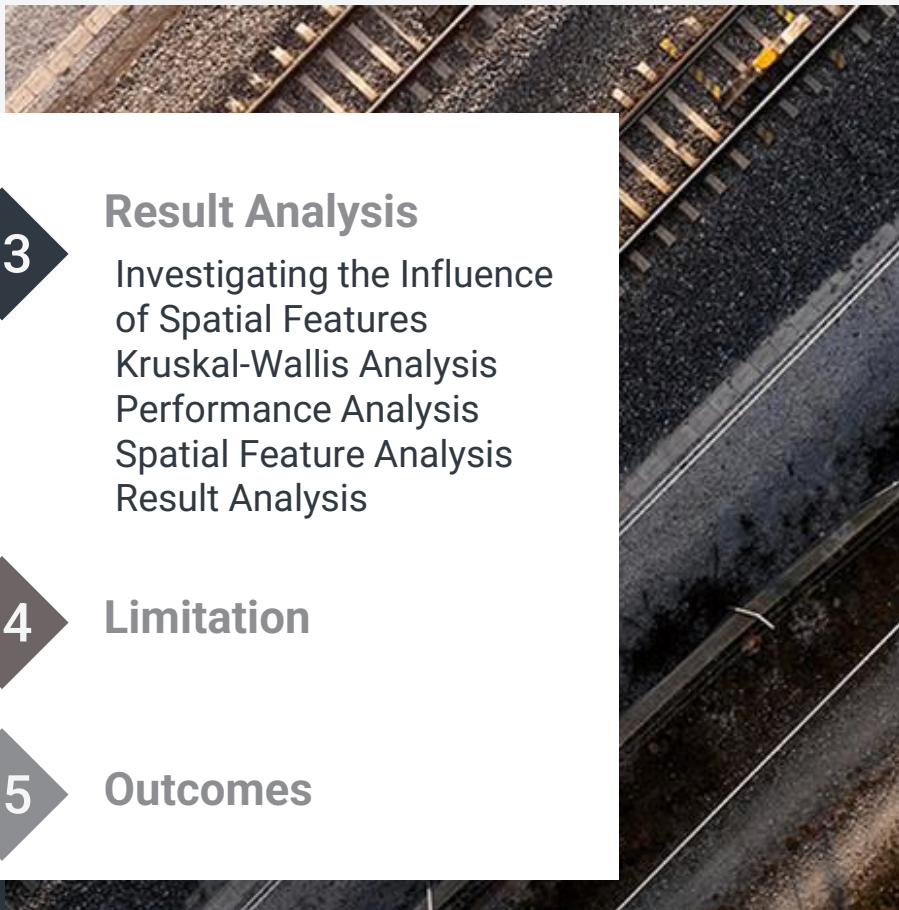 3
Result Analysis
Investigating the Influence
of Spatial Features
Kruskal-Wallis Analysis
Performance Analysis
Spatial Feature Analysis
Result Analysis
4
Limitation
5
Outcomes